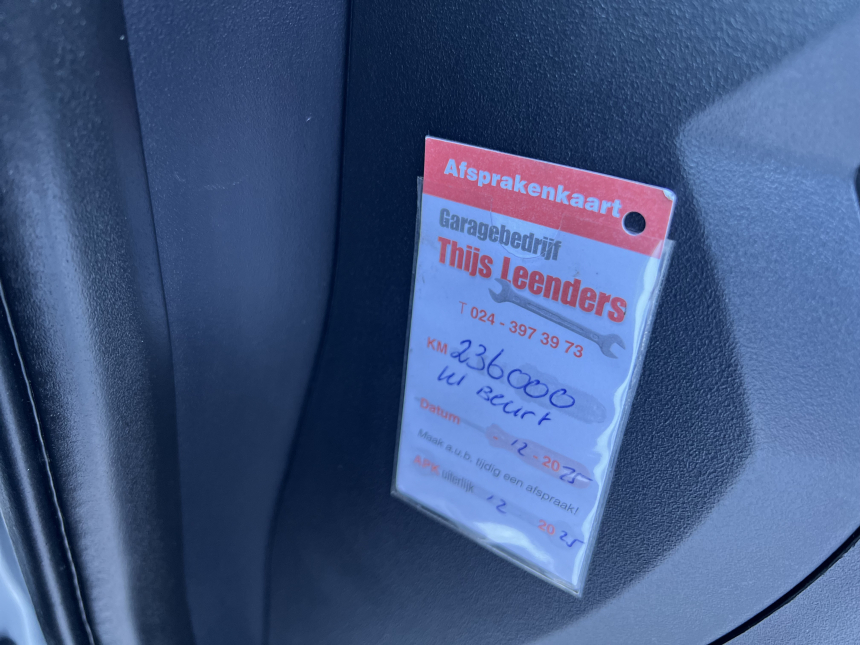 Afsprakenkaart
Garagebedrijf
Thijs Leenders
T 024 - 397 39 73
KM 236000
Beurt
Datum 12 - 2025
Maak a.u.b. tijdig een afspraak!
APK uiterlijk 12 2025